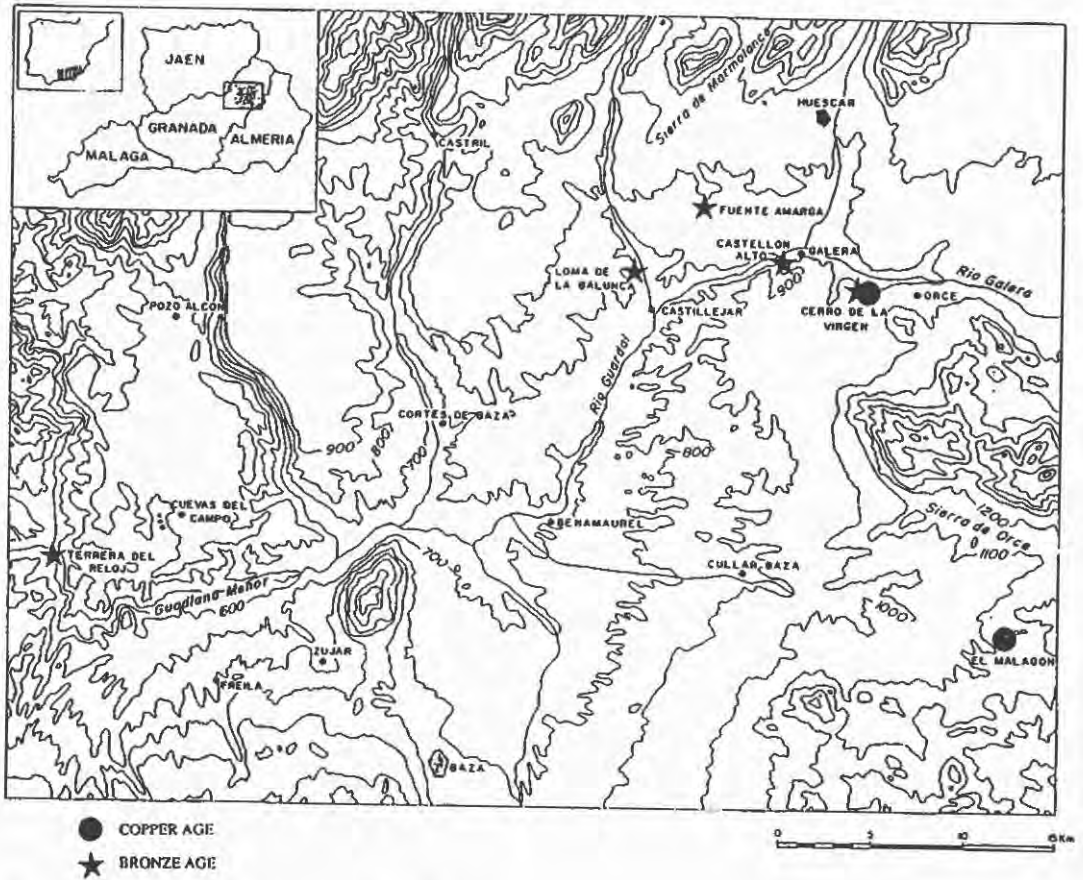 JAEN
GRANADA
ALMERIA
MALAGA
Sierra de Marmolance
HUESCAR
CASTRIL
FUENTE AMARGA
CASTELLON
ALTO
GALERA
900
LOMA DE
LA BALUNCA
Rio Galera
ORCE
CERRO DE LA
VIRGEN
POZO ALCON
CASTILLEJAR
Rio Guardal
CORTES DE BAZA
900
800
700
800
CUEVAS DEL
CAMPO
BENAMAUREL
1200
Sierra de Orce
1100
TERRERA DEL
RELOJ
700
CULLAR BAZA
Guadiana Menor
600
1000
ZUJAR
EL MALAGON
FREILA
BAZA
COPPER AGE
BRONZE AGE
0 5 10 15 Km